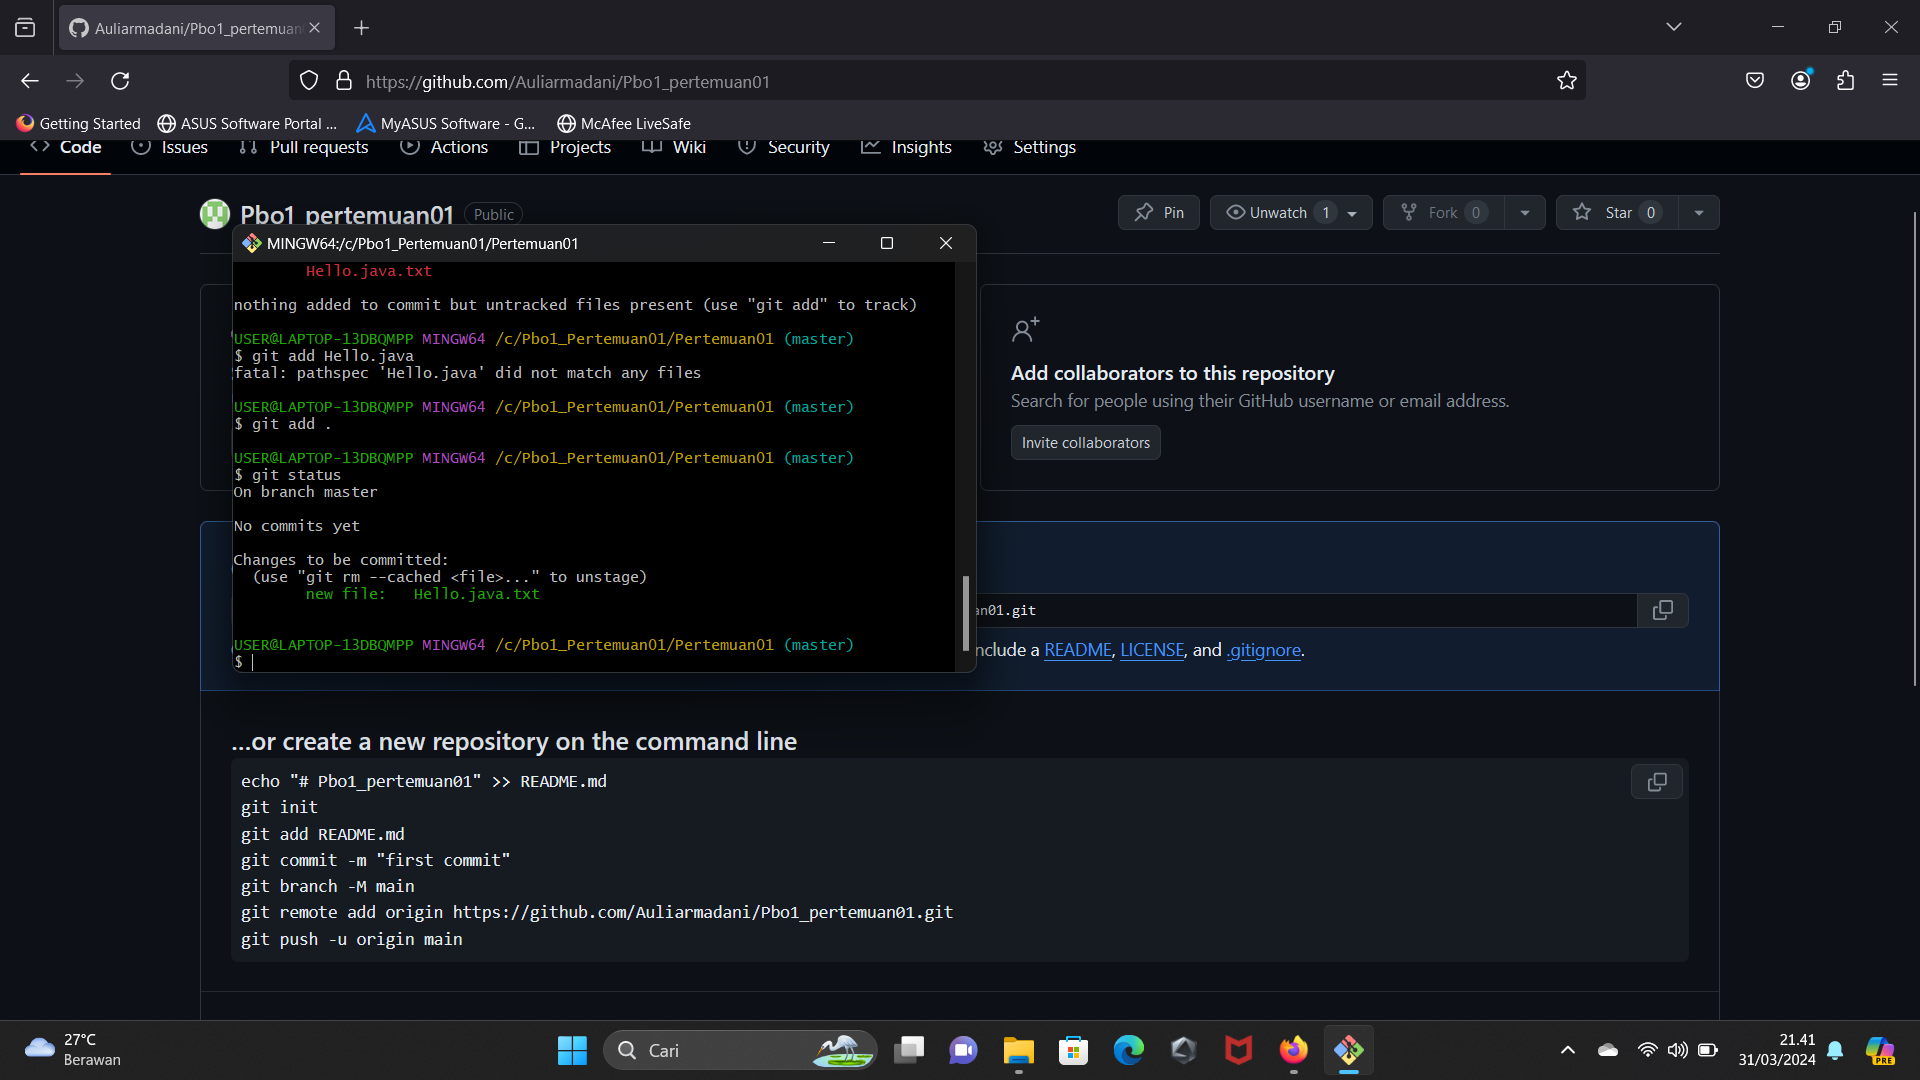 Auliarmadani/Pbo1_pertemuan
https://github.com/Auliarmadani/Pbo1_pertemuan01
Getting Started
ASUS Software Portal ...
MyASUS Software - G...
McAfee LiveSafe
Code
Issues
Pull requests
Actions
Projects
Wiki
Security
Insights
Settings
Pbo1_pertemuan01
Public
Pin
Unwatch 1
Fork 0
Star 0
MINGW64:/c/Pbo1_Pertemuan01/Pertemuan01
Hello.java.txt
nothing added to commit but untracked files present (use "git add" to track)
USER@LAPTOP-13DBQMPP MINGW64 /c/Pbo1_Pertemuan01/Pertemuan01 (master)
$ git add Hello.java
fatal: pathspec 'Hello.java' did not match any files
USER@LAPTOP-13DBQMPP MINGW64 /c/Pbo1_Pertemuan01/Pertemuan01 (master)
$ git add .
USER@LAPTOP-13DBQMPP MINGW64 /c/Pbo1_Pertemuan01/Pertemuan01 (master)
$ git status
On branch master
No commits yet
Changes to be committed:
(use "git rm --cached <file>..." to unstage)
new file: Hello.java.txt
USER@LAPTOP-13DBQMPP MINGW64 /c/Pbo1_Pertemuan01/Pertemuan01 (master)
$
Add collaborators to this repository
Search for people using their GitHub username or email address.
Invite collaborators
an01.git
nclude a README, LICENSE, and .gitignore.
...or create a new repository on the command line
echo "# Pbo1_pertemuan01" >> README.md
git init
git add README.md
git commit -m "first commit"
git branch -M main
git remote add origin https://github.com/Auliarmadani/Pbo1_pertemuan01.git
git push -u origin main
27°C
Berawan
Cari
21.41
31/03/2024
PRE